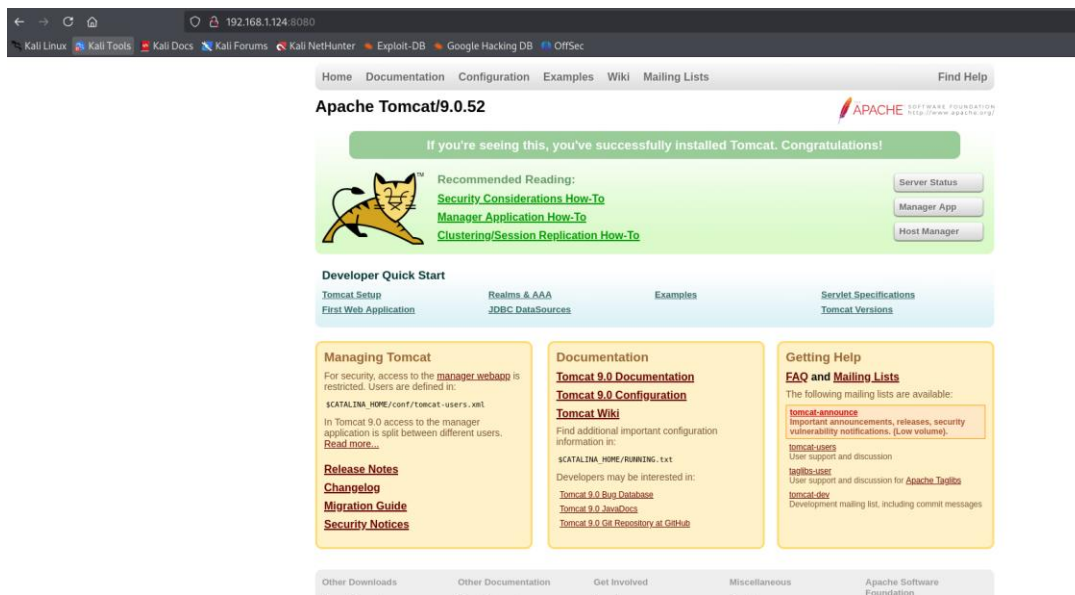 192.168.1.124:8080
Kali Linux Kali Tools Kali Docs Kali Forums Kali NetHunter Exploit-DB Google Hacking DB OffSec
Home Documentation Configuration Examples Wiki Mailing Lists Find Help
Apache Tomcat/9.0.52
APACHE SOFTWARE FOUNDATION
http://www.apache.org/
If you're seeing this, you've successfully installed Tomcat. Congratulations!
TM
Recommended Reading:
Security Considerations How-To
Manager Application How-To
Clustering/Session Replication How-To
Server Status
Manager App
Host Manager
Developer Quick Start
Tomcat Setup
First Web Application
Realms & AAA
JDBC DataSources
Examples
Servlet Specifications
Tomcat Versions
Managing Tomcat
For security, access to the manager webapp is
restricted. Users are defined in:
$CATALINA_HOME/conf/tomcat-users.xml
In Tomcat 9.0 access to the manager
application is split between different users.
Read more...
Release Notes
Changelog
Migration Guide
Security Notices
Documentation
Tomcat 9.0 Documentation
Tomcat 9.0 Configuration
Tomcat Wiki
Find additional important configuration
information in:
$CATALINA_HOME/RUNNING.txt
Developers may be interested in:
Tomcat 9.0 Bug Database
Tomcat 9.0 JavaDocs
Tomcat 9.0 Git Repository at GitHub
Getting Help
FAQ and Mailing Lists
The following mailing lists are available:
tomcat-announce
Important announcements, releases, security
vulnerability notifications. (Low volume).
tomcat-users
User support and discussion
taglibs-user
User support and discussion for Apache Taglibs
tomcat-dev
Development mailing list, including commit messages
Other Downloads Other Documentation Get Involved Miscellaneous Apache Software
Foundation